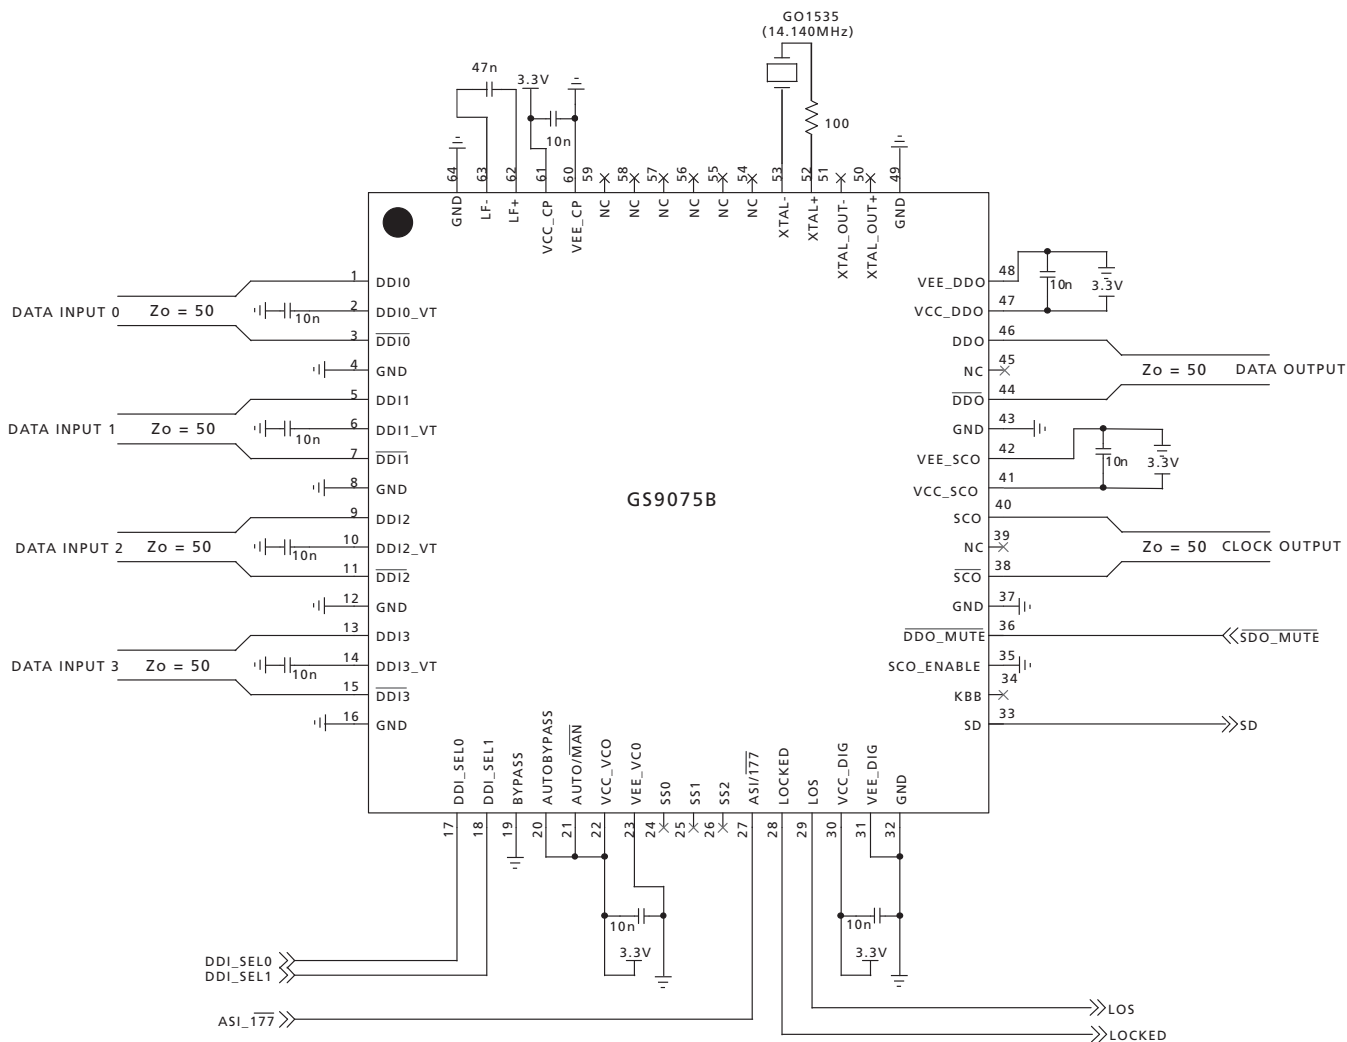 GO1535
(14.140MHz)
47n
3.3V
10n
100
64
63
62
61
60
59
58
57
56
55
54
53
52
51
50
49
GND
LF-
LF+
VCC_CP
VEE_CP
NC
NC
NC
NC
NC
NC
XTAL-
XTAL+
XTAL_OUT-
XTAL_OUT+
GND
DATA INPUT 0
Zo = 50
10n
1 DDI0
2 DDI0_VT
3 DDI0
4 GND
DATA INPUT 1
Zo = 50
10n
5 DDI1
6 DDI1_VT
7 DDI1
8 GND
DATA INPUT 2
Zo = 50
10n
9 DDI2
10 DDI2_VT
11 DDI2
12 GND
DATA INPUT 3
Zo = 50
10n
13 DDI3
14 DDI3_VT
15 DDI3
16 GND
GS9075B
VEE_DDO 48
10n
3.3V
VCC_DDO 47
DDO 46
NC 45
Zo = 50
DATA OUTPUT
DDO 44
GND 43
VEE_SCO 42
10n
3.3V
VCC_SCO 41
SCO 40
NC 39
Zo = 50
CLOCK OUTPUT
SCO 38
GND 37
DDO_MUTE 36
SDO_MUTE
SCO_ENABLE 35
KBB 34
SD 33
SD
DDI_SEL0
DDI_SEL1
BYPASS
AUTOBYPASS
AUTO/MAN
VCC_VCO
VEE_VC0
SS0
SS1
SS2
ASI/177
LOCKED
LOS
VCC_DIG
VEE_DIG
GND
17
18
19
20
21
22
23
24
25
26
27
28
29
30
31
32
10n
3.3V
10n
3.3V
DDI_SEL0
DDI_SEL1
ASI_177
LOS
LOCKED